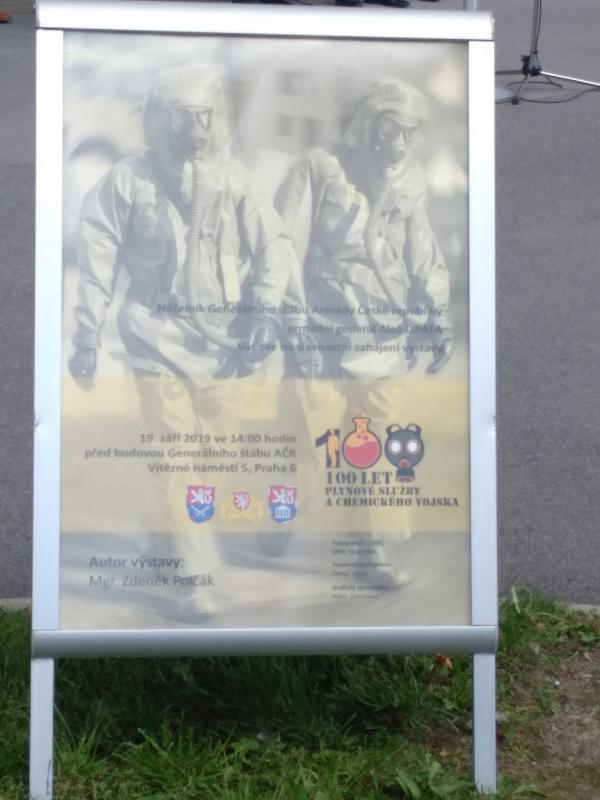 Náčelník Generálního štábu Armády České republiky
armádní generál Aleš OPATA
Vás zve na slavnostní zahájení výstavy
19. září 2019 ve 14:00 hodin
před budovou Generálního štábu AČR
Vítězné náměstí 5, Praha 6
100
100 LET
PLYNOVÉ SLUŽBY
A CHEMICKÉHO VOJSKA
Autor výstavy:
Mgr. Zdeněk Polčák